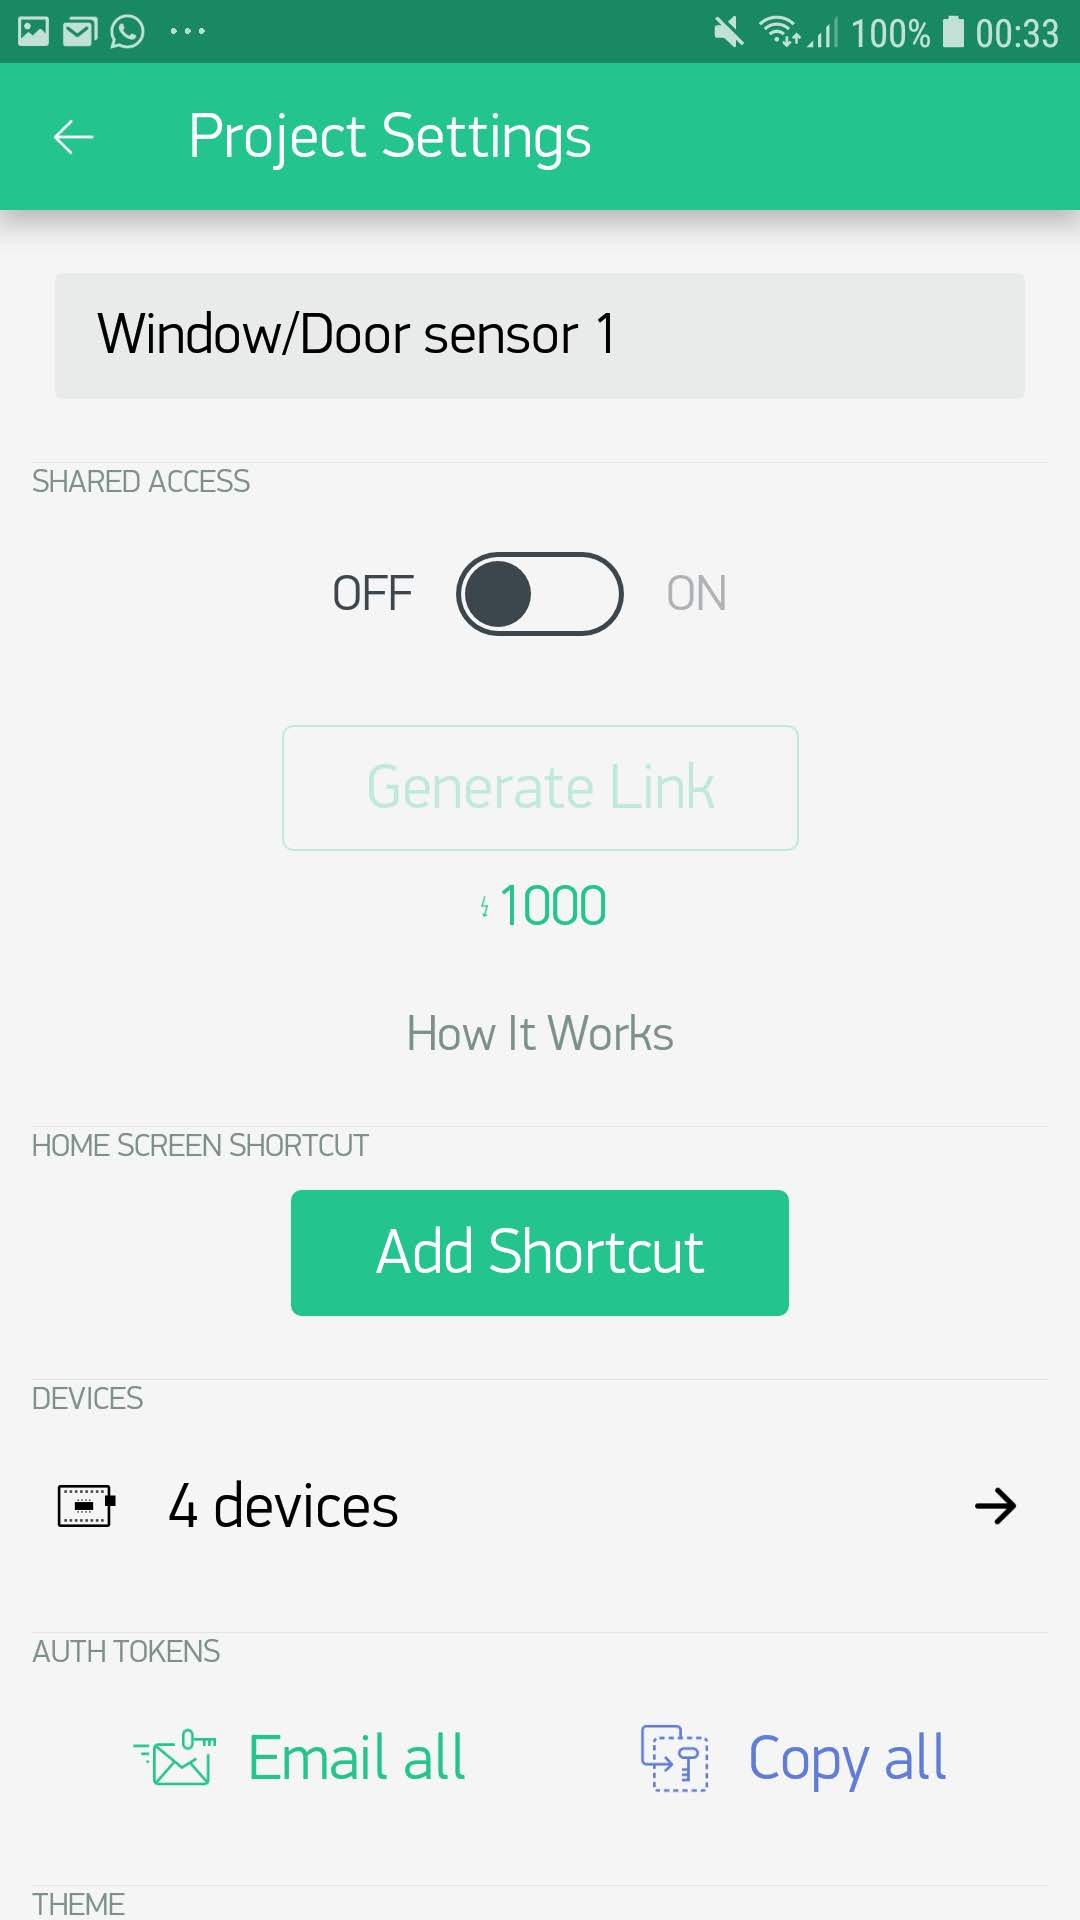 100% 00:33
Project Settings
Window/Door sensor 1
SHARED ACCESS
OFF ON
Generate Link
1000
How It Works
HOME SCREEN SHORTCUT
Add Shortcut
DEVICES
4 devices
AUTH TOKENS
Email all Copy all
THEME